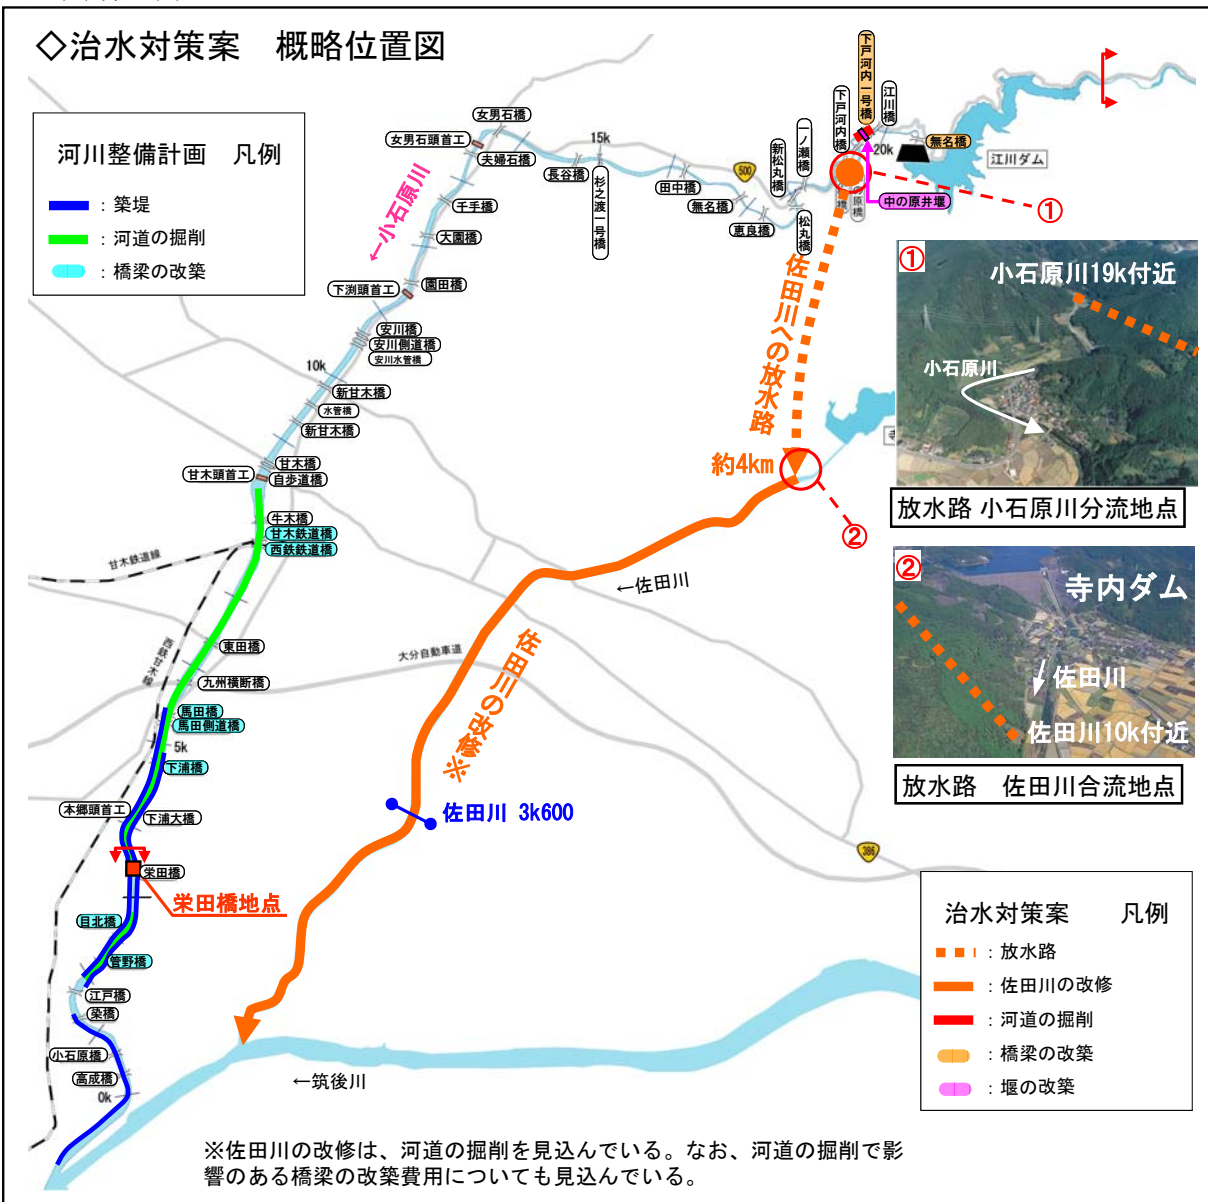 ◇治水対策案 概略位置図
河川整備計画 凡例
：築堤
：河道の掘削
：橋梁の改築
女男石橋
女男石頭首工
夫婦石橋
15k
長谷橋
杉之渡一号橋
田中橋
無名橋
恵良橋
500
新松丸橋
一ノ瀬橋
松丸橋
下戸河内橋
下戸河内一号橋
江川橋
20k
無名橋
江川ダム
中の原井堰
①
←小石原川
千手橋
大園橋
園田橋
下渕頭首工
安川橋
安川側道橋
安川水管橋
10k
新甘木橋
水管橋
新甘木橋
甘木橋
甘木頭首工
自歩道橋
牛木橋
甘木鉄道橋
西鉄鉄道橋
甘木鉄道線
西鉄甘木線
東田橋
九州横断橋
大分自動車道
馬田橋
馬田側道橋
5k
下浦橋
本郷頭首工
下浦大橋
栄田橋
栄田橋地点
目北橋
管野橋
江戸橋
染橋
小石原橋
高成橋
0k
佐田川への放水路
約4km
②
←佐田川
佐田川の改修※
佐田川 3k600
386
←筑後川
①
小石原川19k付近
小石原川
放水路 小石原川分流地点
②
寺内ダム
佐田川
佐田川10k付近
放水路 佐田川合流地点
治水対策案 凡例
：放水路
：佐田川の改修
：河道の掘削
：橋梁の改築
：堰の改築
※佐田川の改修は、河道の掘削を見込んでいる。なお、河道の掘削で影
響のある橋梁の改築費用についても見込んでいる。